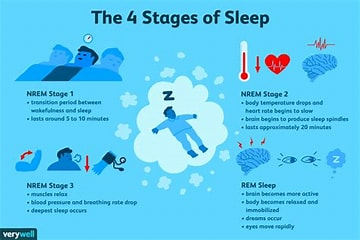 The 4 Stages of Sleep
NREM Stage 1
• transition period between
wakefulness and sleep
• lasts around 5 to 10 minutes
Z
NREM Stage 2
• body temperature drops and
heart rate begins to slow
• brain begins to produce sleep spindles
• lasts approximately 20 minutes
NREM Stage 3
• muscles relax
• blood pressure and breathing rate drop
• deepest sleep occurs
REM Sleep
• brain becomes more active
• body becomes relaxed and
immobilized
• dreams occur
• eyes move rapidly
verywell